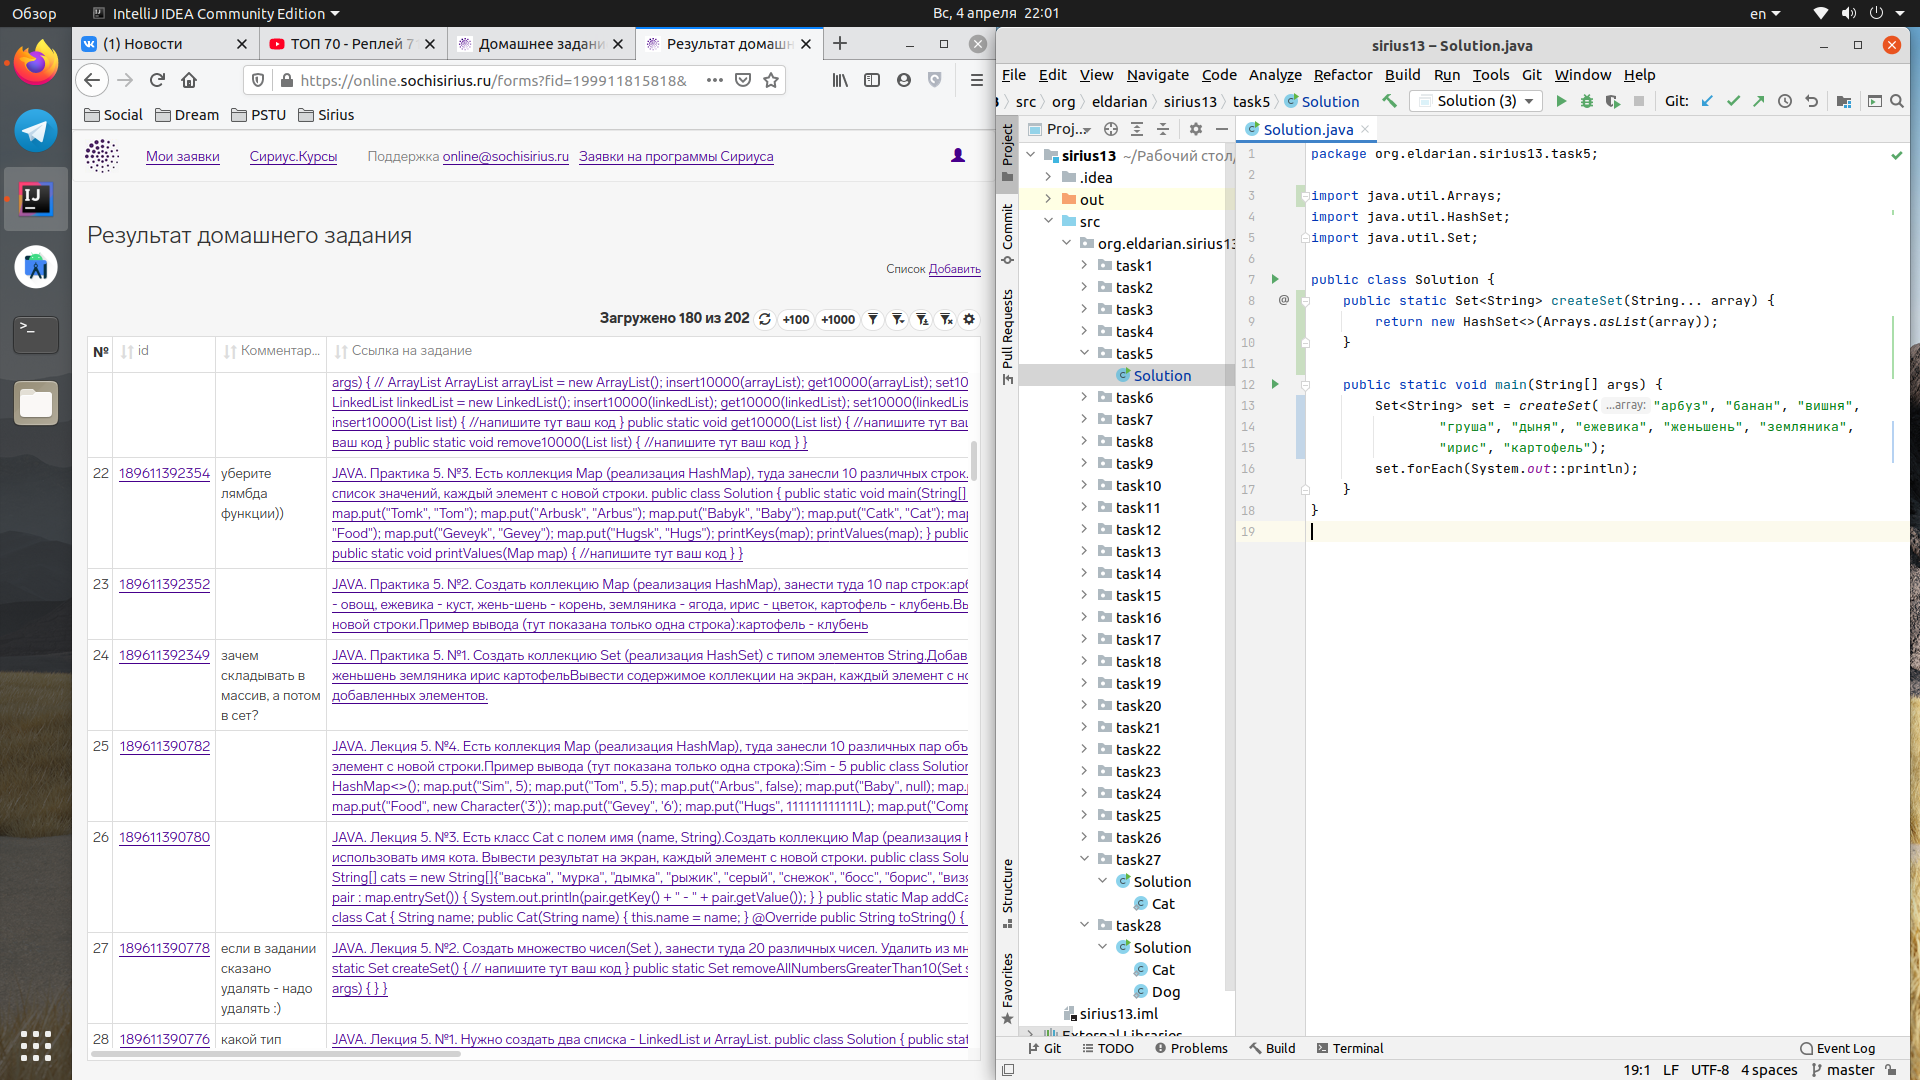 Обзор
IntelliJ IDEA Community Edition
Вс, 4 апреля 22:01
en
(1) Новости
ТОП 70 - Реплей 7
Домашнее задани
Результат домашн
https://online.sochisirius.ru/forms?fid=199911815818&
Social
Dream
PSTU
Sirius
Мои заявки
Сириус.Курсы
Поддержка online@sochisirius.ru
Заявки на программы Сириуса
Результат домашнего задания
Список Добавить
Загружено 180 из 202
+100
+1000
№
id
Комментар...
Ссылка на задание
args) { // ArrayList ArrayList arrayList = new ArrayList(); insert10000(arrayList); get10000(arrayList); set10
LinkedList linkedList = new LinkedList(); insert10000(linkedList); get10000(linkedList); set10000(linkedLis
insert10000(List list) { //напишите тут ваш код } public static void get10000(List list) { //напишите тут ваш
ваш код } public static void remove10000(List list) { //напишите тут ваш код } }
22
189611392354
уберите
лямбда
функции))
JAVA. Практика 5. №3. Есть коллекция Map (реализация HashMap), туда занесли 10 различных строк.
список значений, каждый элемент с новой строки. public class Solution { public static void main(String[]
map.put("Tomk", "Tom"); map.put("Arbusk", "Arbus"); map.put("Babyk", "Baby"); map.put("Catk", "Cat"); ma
"Food"); map.put("Geveyk", "Gevey"); map.put("Hugsk", "Hugs"); printKeys(map); printValues(map); } publi
public static void printValues(Map map) { //напишите тут ваш код } }
23
189611392352
JAVA. Практика 5. №2. Создать коллекцию Map (реализация HashMap), занести туда 10 пар строк:арб
- овощ, ежевика - куст, жень-шень - корень, земляника - ягода, ирис - цветок, картофель - клубень.Вы
новой строки.Пример вывода (тут показана только одна строка):картофель - клубень
24
189611392349
зачем
складывать в
массив, а потом
в сет?
JAVA. Практика 5. №1. Создать коллекцию Set (реализация HashSet) с типом элементов String.Добав
женьшень земляника ирис картофельВывести содержимое коллекции на экран, каждый элемент с но
добавленных элементов.
25
189611390782
JAVA. Лекция 5. №4. Есть коллекция Map (реализация HashMap), туда занесли 10 различных пар объ
элемент с новой строки.Пример вывода (тут показана только одна строка):Sim - 5 public class Solution
HashMap<>(); map.put("Sim", 5); map.put("Tom", 5.5); map.put("Arbus", false); map.put("Baby", null); map.
map.put("Food", new Character('3')); map.put("Gevey", '6'); map.put("Hugs", 111111111111L); map.put("Comp
26
189611390780
JAVA. Лекция 5. №3. Есть класс Cat с полем имя (name, String).Создать коллекцию Map (реализация H
использовать имя кота. Вывести результат на экран, каждый элемент с новой строки. public class Solu
String[] cats = new String[]{"васька", "мурка", "дымка", "рыжик", "серый", "снежок", "босс", "борис", "визя
pair : map.entrySet()) { System.out.println(pair.getKey() + " - " + pair.getValue()); } } public static Map addCa
class Cat { String name; public Cat(String name) { this.name = name; } @Override public String toString() {
27
189611390778
если в задании
сказано
удалять - надо
удалять :)
JAVA. Лекция 5. №2. Создать множество чисел(Set ), занести туда 20 различных чисел. Удалить из мн
static Set createSet() { // напишите тут ваш код } public static Set removeAllNumbersGreaterThan10(Set s
args) { } }
28
189611390776
какой тип
JAVA. Лекция 5. №1. Нужно создать два списка - LinkedList и ArrayList. public class Solution { public stat
sirius13 – Solution.java
File Edit View Navigate Code Analyze Refactor Build Run Tools Git Window Help
3 src org eldarian sirius13 task5 Solution
Solution (3)
Git:
Project
Commit
Pull Requests
Structure
Favorites
Proj..
sirius13 ~/Рабочий стол/
.idea
out
src
org.eldarian.sirius13
task1
task2
task3
task4
task5
Solution
task6
task7
task8
task9
task10
task11
task12
task13
task14
task15
task16
task17
task18
task19
task20
task21
task22
task23
task24
task25
task26
task27
Solution
Cat
task28
Solution
Cat
Dog
sirius13.iml
External Libraries
Solution.java
1 package org.eldarian.sirius13.task5;
2
3 import java.util.Arrays;
4 import java.util.HashSet;
5 import java.util.Set;
6
7 public class Solution {
8 @ public static Set<String> createSet(String... array) {
9 return new HashSet<>(Arrays.asList(array));
10 }
11
12 public static void main(String[] args) {
13 Set<String> set = createSet( ...array: "арбуз", "банан", "вишня",
14 "груша", "дыня", "ежевика", "женьшень", "земляника",
15 "ирис", "картофель");
16 set.forEach(System.out::println);
17 }
18 }
19
Git
TODO
Problems
Build
Terminal
Event Log
19:1 LF UTF-8 4 spaces master